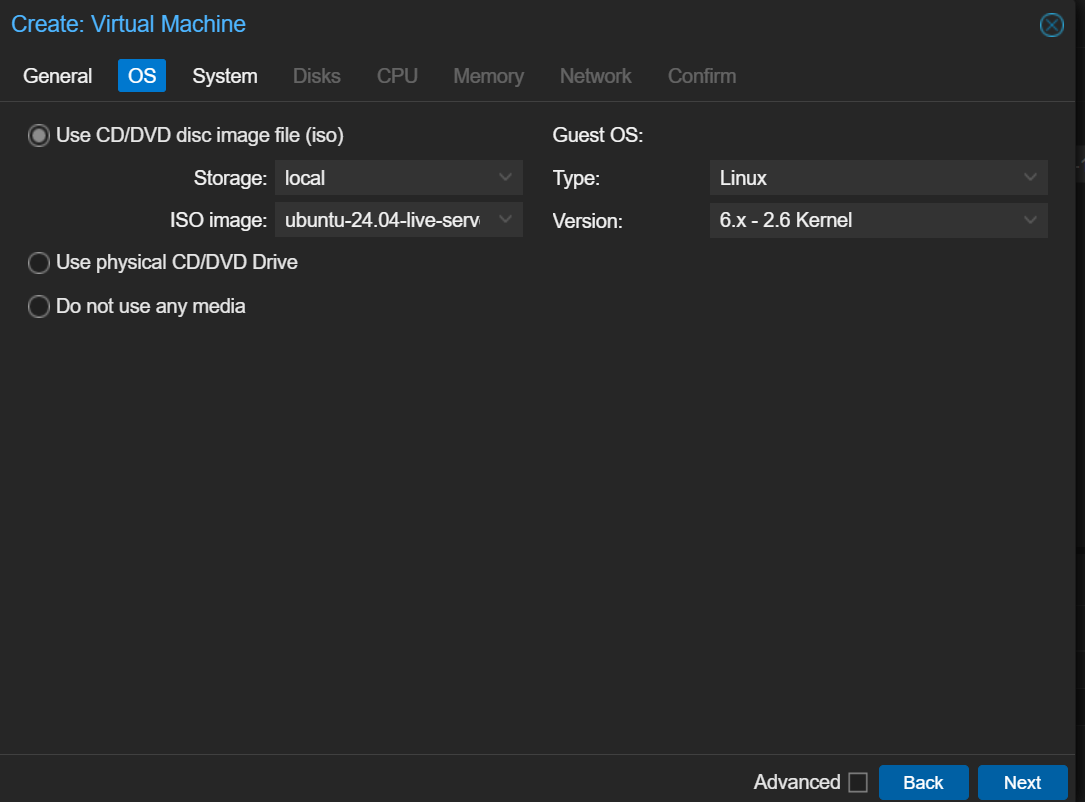 Create: Virtual Machine
General OS System Disks CPU Memory Network Confirm
Use CD/DVD disc image file (iso)
Storage: local
ISO image: ubuntu-24.04-live-serv
Use physical CD/DVD Drive
Do not use any media
Guest OS:
Type: Linux
Version: 6.x - 2.6 Kernel
Advanced Back Next